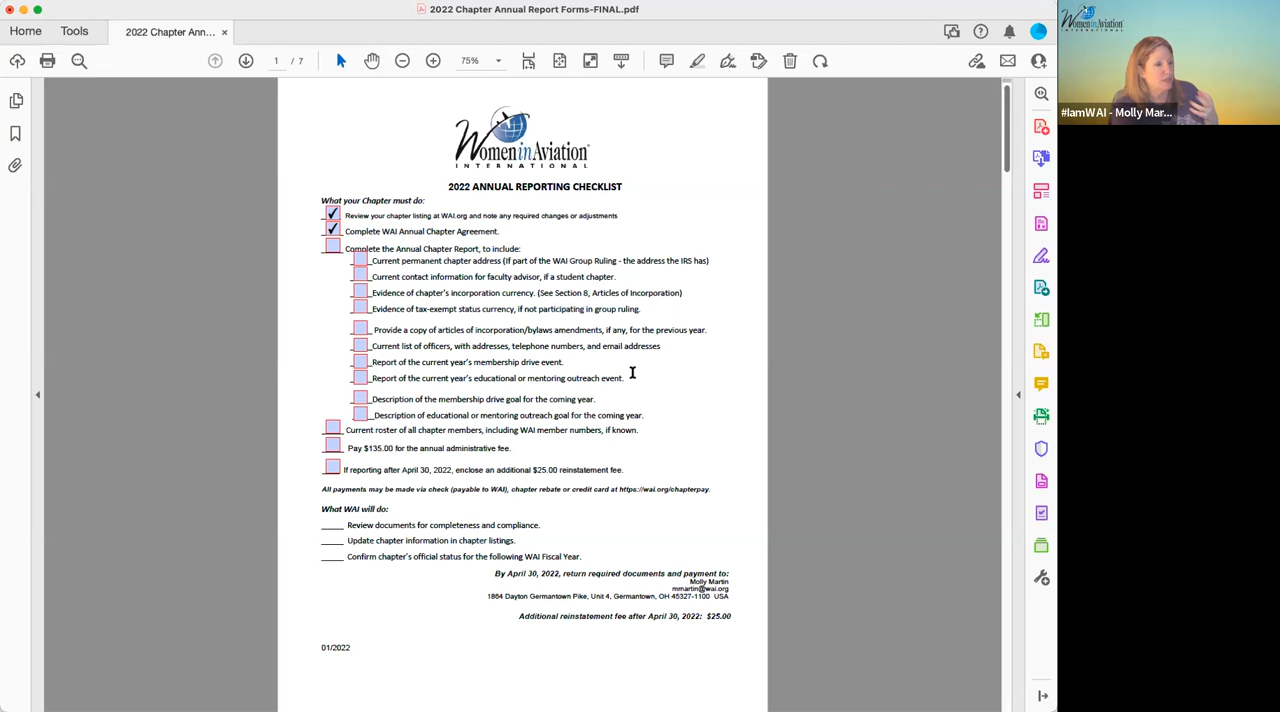 2022 Chapter Annual Report Forms-FINAL.pdf
Home
Tools
2022 Chapter Ann... ×
1 / 7
75%
Women in Aviation
INTERNATIONAL
#IamWAI - Molly Mar...
Women in Aviation
INTERNATIONAL
2022 ANNUAL REPORTING CHECKLIST
What your Chapter must do:
Review your chapter listing at WAI.org and note any required changes or adjustments
Complete WAI Annual Chapter Agreement.
Complete the Annual Chapter Report, to include:
Current permanent chapter address (If part of the WAI Group Ruling - the address the IRS has)
Current contact information for faculty advisor, if a student chapter.
Evidence of chapter's incorporation currency. (See Section 8, Articles of Incorporation)
Evidence of tax-exempt status currency, if not participating in group ruling.
Provide a copy of articles of incorporation/bylaws amendments, if any, for the previous year.
Current list of officers, with addresses, telephone numbers, and email addresses
Report of the current year's membership drive event.
Report of the current year's educational or mentoring outreach event.
Description of the membership drive goal for the coming year.
Description of educational or mentoring outreach goal for the coming year.
Current roster of all chapter members, including WAI member numbers, if known.
Pay $135.00 for the annual administrative fee.
If reporting after April 30, 2022, enclose an additional $25.00 reinstatement fee.
All payments may be made via check (payable to WAI), chapter rebate or credit card at https://wai.org/chapterpay.
What WAI will do:
Review documents for completeness and compliance.
Update chapter information in chapter listings.
Confirm chapter's official status for the following WAI Fiscal Year.
By April 30, 2022, return required documents and payment to:
Molly Martin
mmartin@wai.org
1864 Dayton Germantown Pike, Unit 4, Germantown, OH 45327-1100 USA
Additional reinstatement fee after April 30, 2022: $25.00
01/2022